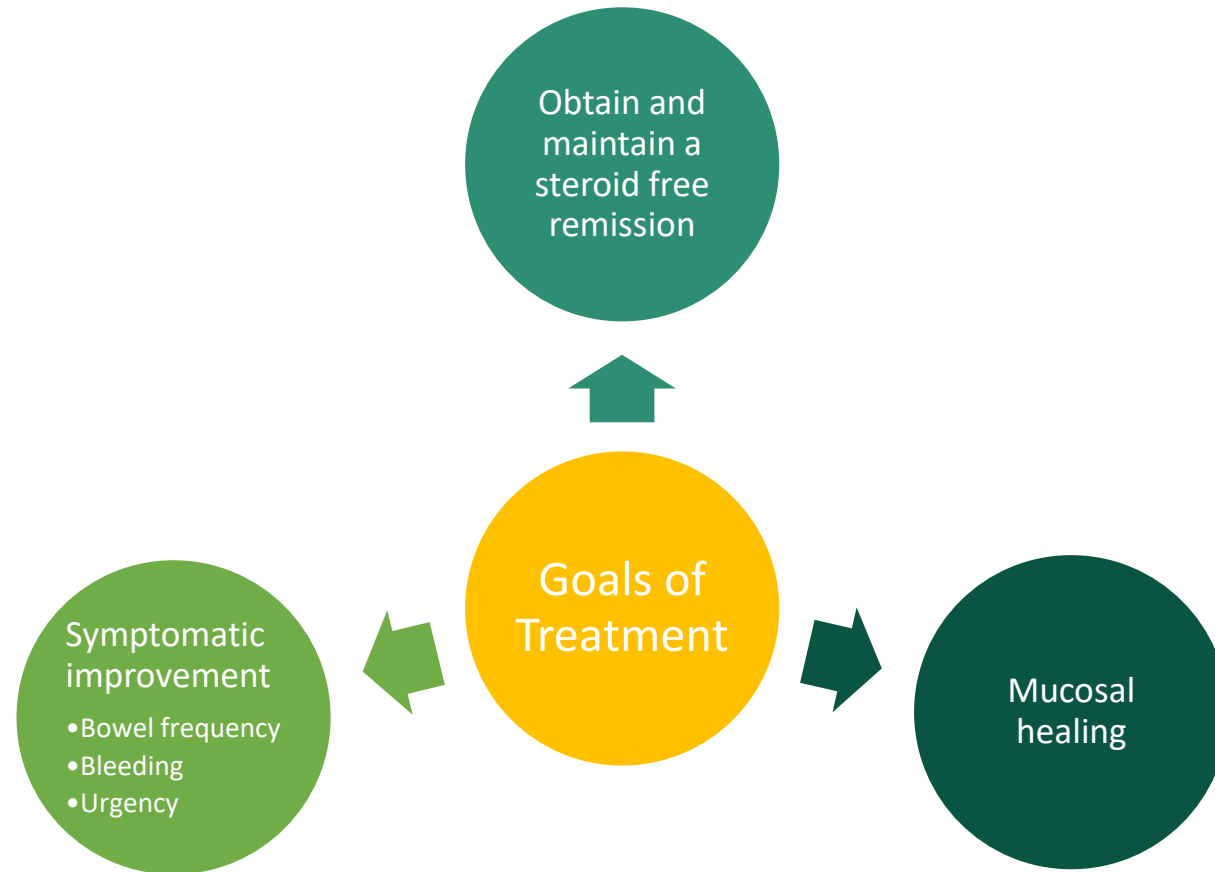 Obtain and
maintain a
steroid free
remission
Goals of
Treatment
Symptomatic
improvement
•Bowel frequency
•Bleeding
•Urgency
Mucosal
healing